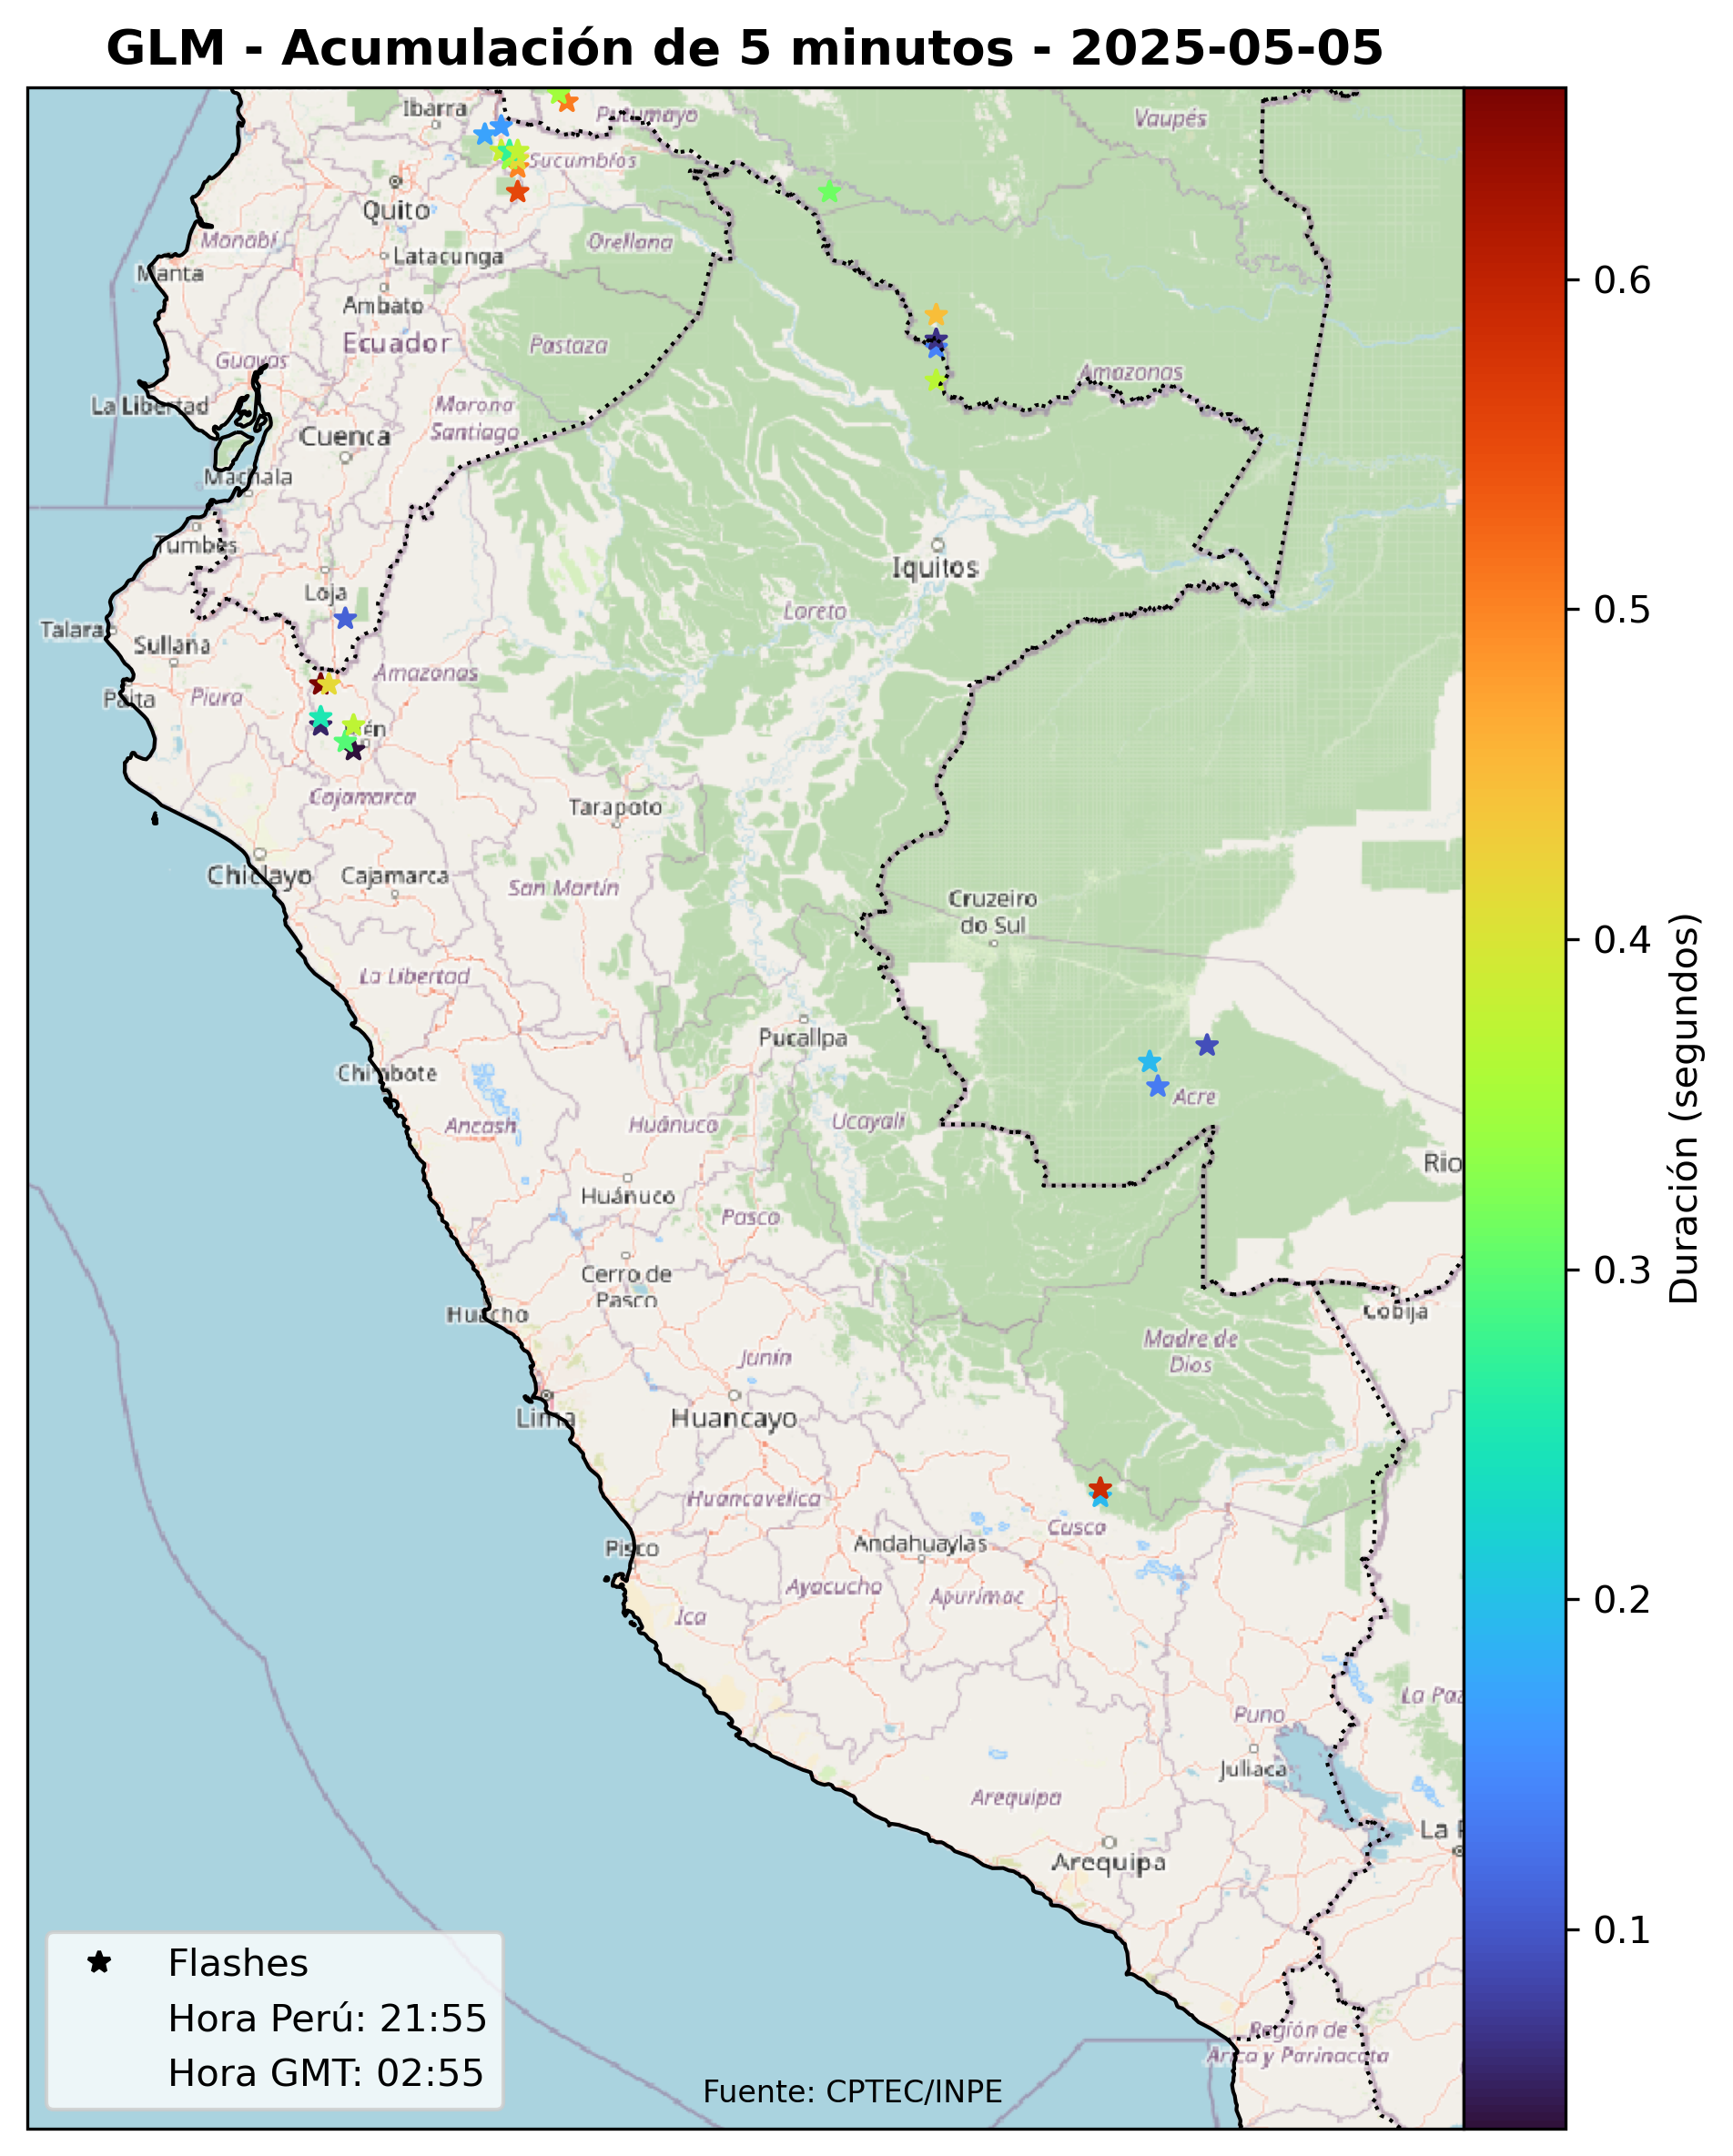 GLM - Acumulación de 5 minutos - 2025-05-05
Ibarra
Putumayo
Vaupés
Sucumbíos
Quito
Manabí
Orellana
Latacunga
Manta
Ambato
Ecuador
Pastaza
Guayas
Amazonas
La Libertad
Morona
Santiago
Cuenca
Machala
Tumbes
Iquitos
Loja
Loreto
Talara
Sullana
Amazonas
Paita
Piura
én
Cajamarca
Tarapoto
Chiclayo
Cajamarca
San Martín
Cruzeiro
do Sul
La Libertad
Pucallpa
Chimbote
Acre
Ancash
Huánuco
Ucayali
Rio
Huánuco
Pasco
Cerro de
Pasco
Huacho
Cobija
Madre de
Dios
Junín
Lima
Huancayo
Huancavelica
Cusco
Pisco
Andahuaylas
Ayacucho
Apurímac
Ica
La Paz
Puno
Juliaca
Arequipa
La P
Arequipa
Región de
Arica y Parinacota
Flashes
Hora Perú: 21:55
Hora GMT: 02:55
Fuente: CPTEC/INPE
0.6
0.5
0.4
0.3
0.2
0.1
Duración (segundos)